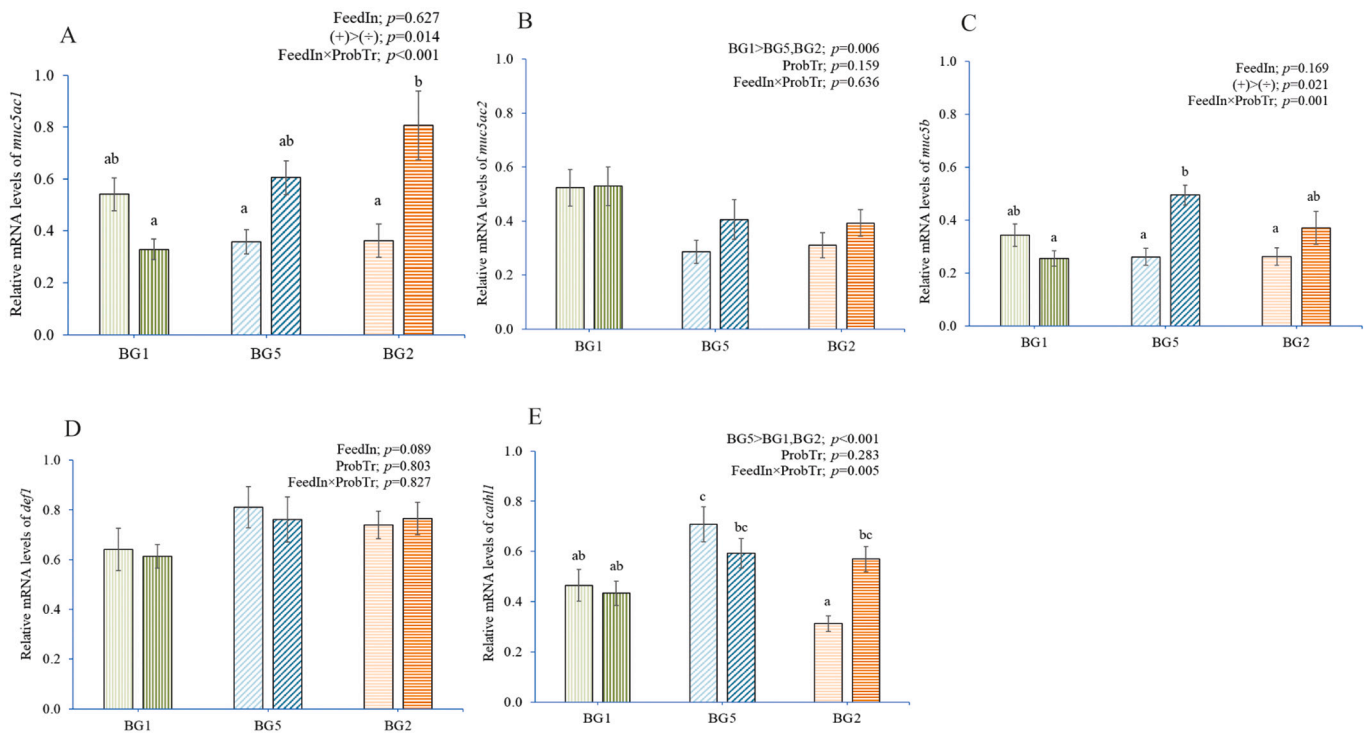 A
FeedIn; p=0.627
(+)>(÷); p=0.014
FeedIn×ProbTr; p<0.001
Relative mRNA levels of muc5ac1
1.0
0.8
0.6
0.4
0.2
0.0
ab
a
a
ab
a
b
BG1
BG5
BG2
B
BG1>BG5,BG2; p=0.006
ProbTr; p=0.159
FeedIn×ProbTr; p=0.636
Relative mRNA levels of muc5ac2
1.0
0.8
0.6
0.4
0.2
0.0
BG1
BG5
BG2
C
FeedIn; p=0.169
(+)>(÷); p=0.021
FeedIn×ProbTr; p=0.001
Relative mRNA levels of muc5b
1.0
0.8
0.6
0.4
0.2
0.0
ab
a
a
b
a
ab
BG1
BG5
BG2
D
FeedIn; p=0.089
ProbTr; p=0.803
FeedIn×ProbTr; p=0.827
Relative mRNA levels of def1
1.0
0.8
0.6
0.4
0.2
0.0
BG1
BG5
BG2
E
BG5>BG1,BG2; p<0.001
ProbTr; p=0.283
FeedIn×ProbTr; p=0.005
Relative mRNA levels of cathl1
1.0
0.8
0.6
0.4
0.2
0.0
ab
ab
c
bc
a
bc
BG1
BG5
BG2